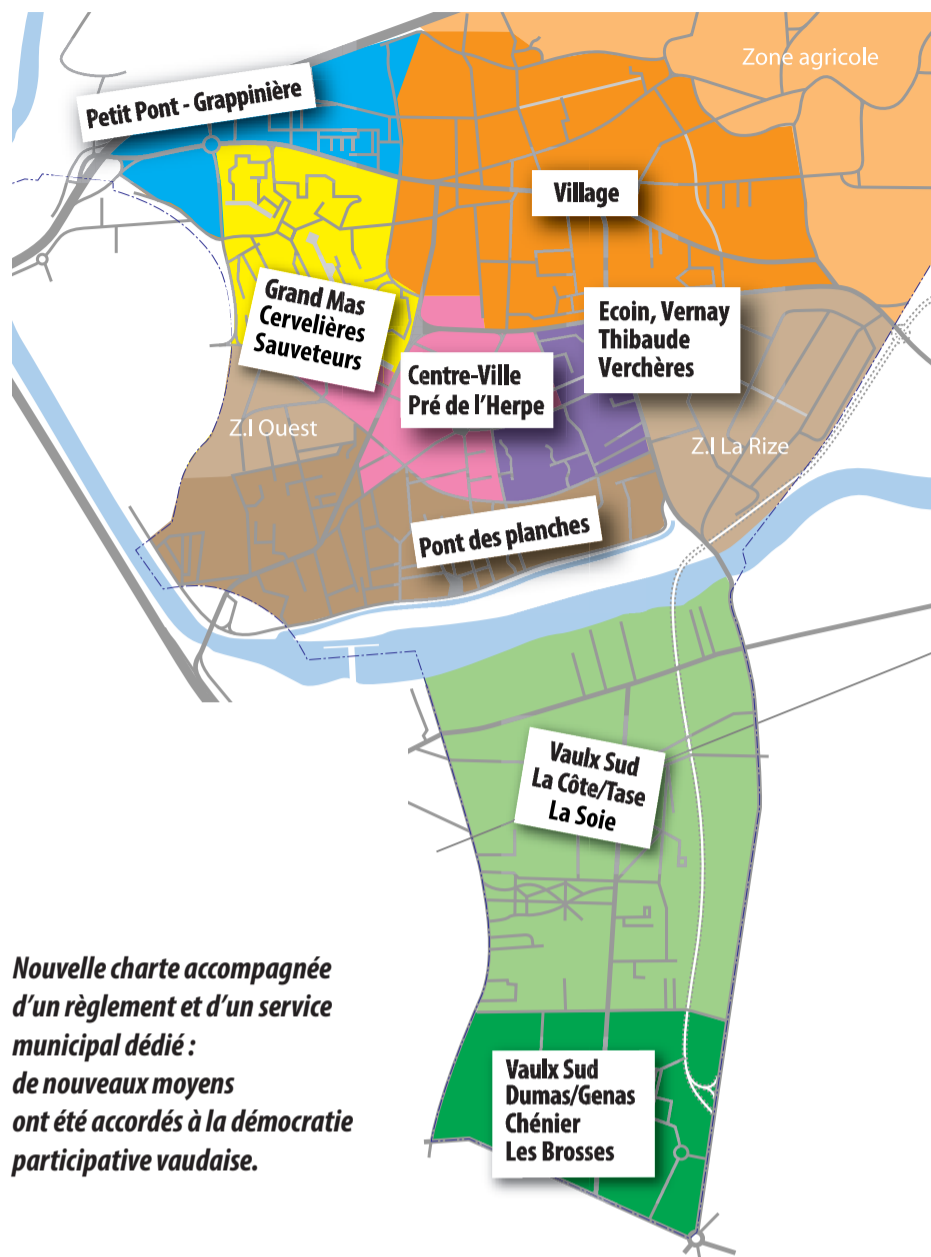 Zone agricole
Petit Pont - Grappinière
Village
Grand Mas
Cervelières
Sauveteurs
Ecoin, Vernay
Thibaude
Verchères
Centre-Ville
Pré de l'Herpe
Z.I Ouest
Z.I La Rize
Pont des planches
Vaulx Sud
La Côte/Tase
La Soie
Nouvelle charte accompagnée
d'un règlement et d'un service
municipal dédié :
de nouveaux moyens
ont été accordés à la démocratie
participative vaudaise.
Vaulx Sud
Dumas/Genas
Chénier
Les Brosses